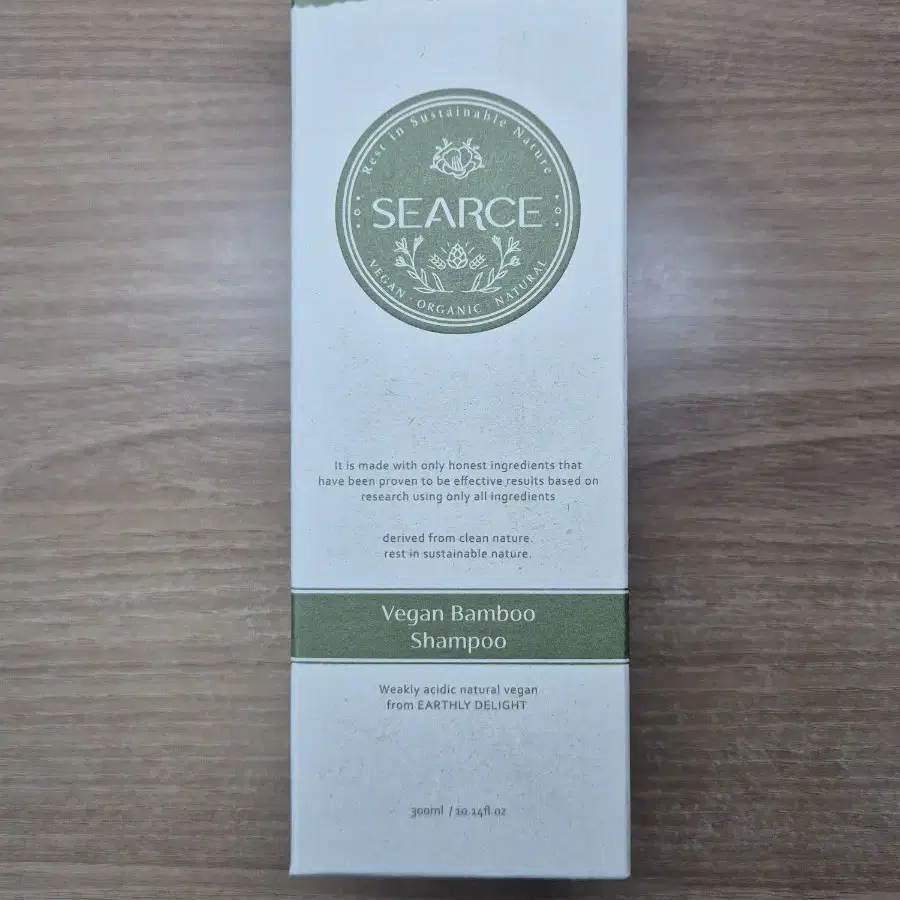 Rest in Sustainable Nature
SEARCE
VEGAN · ORGANIC · NATURAL
It is made with only honest ingredients that
have been proven to be effective results based on
research using only all ingredients
derived from clean nature.
rest in sustainable nature.
Vegan Bamboo
Shampoo
Weakly acidic natural vegan
from EARTHLY DELIGHT
300ml / 10.14fl.oz